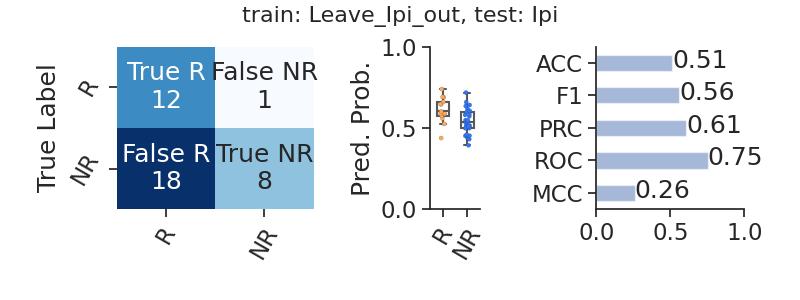 train: Leave_Ipi_out, test: Ipi
True Label
R
NR
True R
12
False NR
1
False R
18
True NR
8
R
NR
Pred. Prob.
1.0
0.5
0.0
R
NR
ACC
F1
PRC
ROC
MCC
0.51
0.56
0.61
0.75
0.26
0.0
0.5
1.0